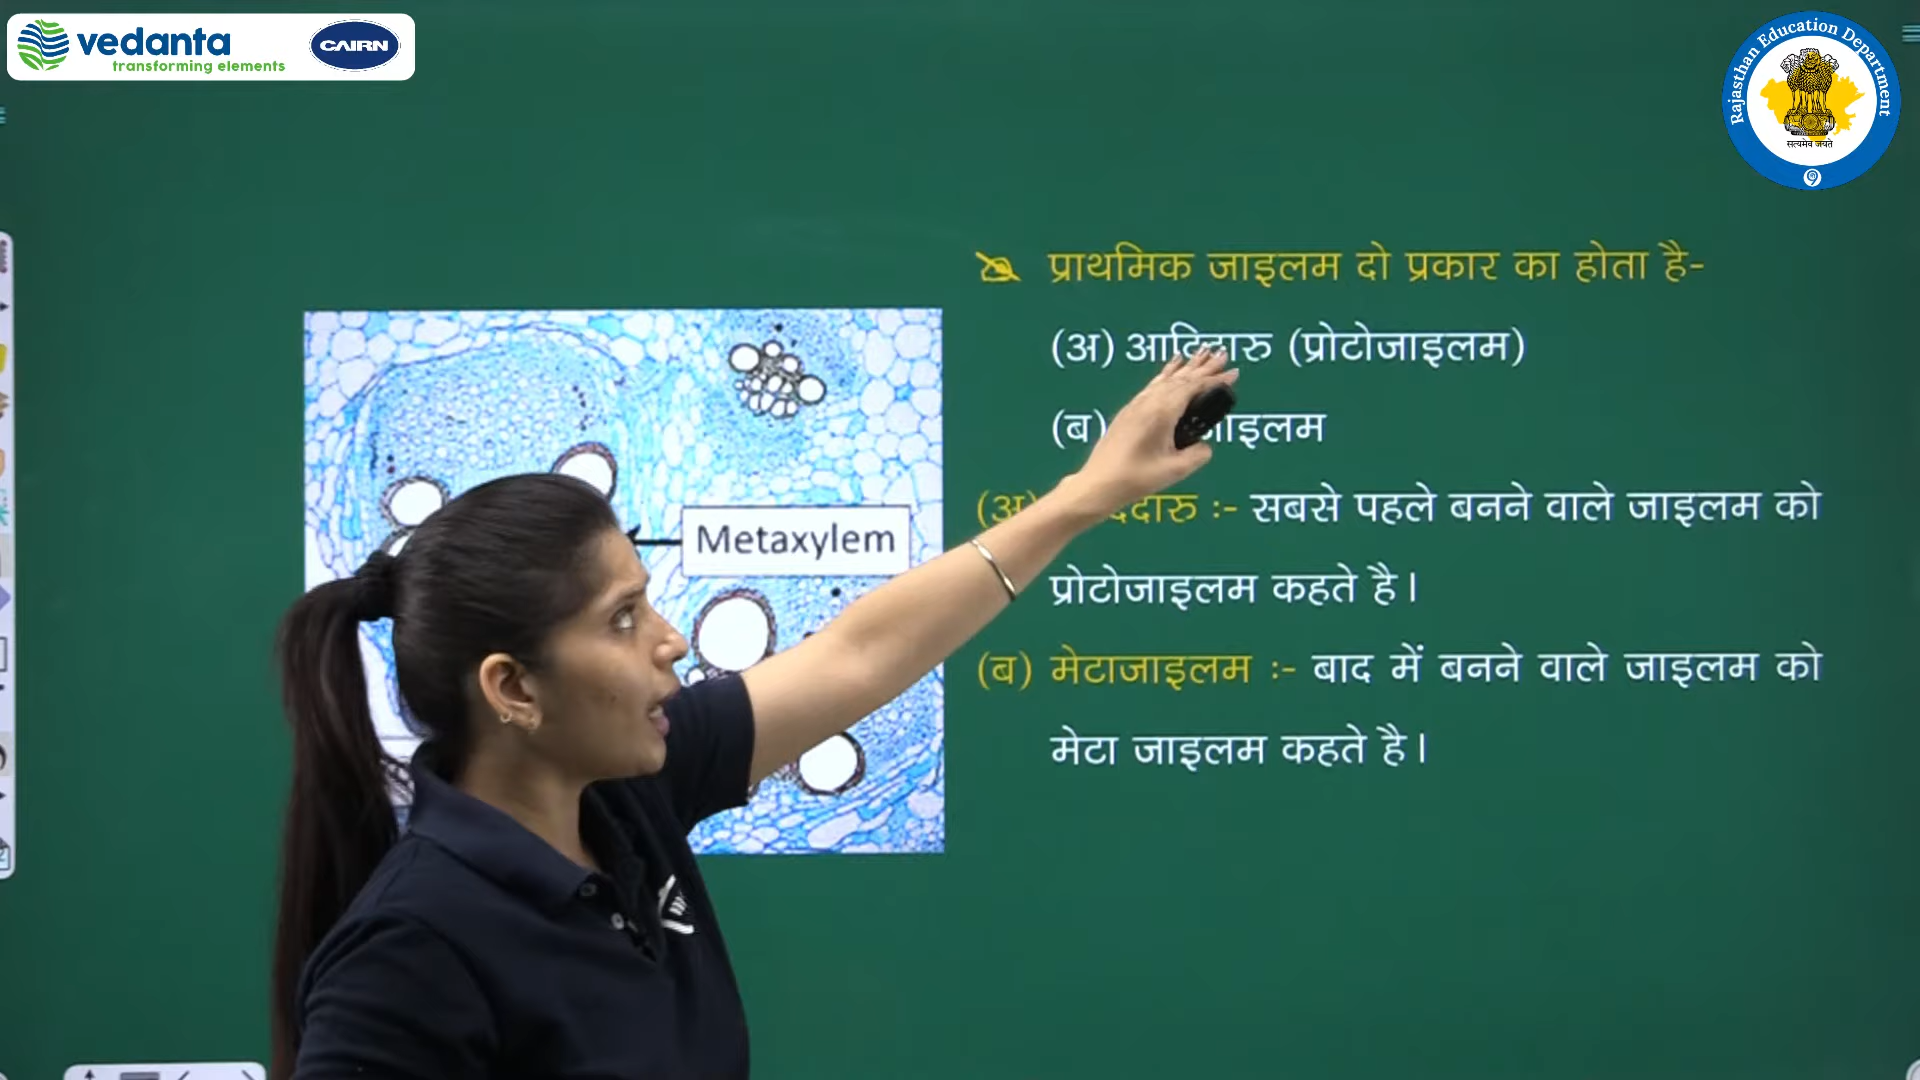 vedanta
transforming elements
CAIRN
Rajasthan Education Department
सत्यमेव जयते
प्राथमिक जाइलम दो प्रकार का होता है-
(अ) आदिदारु (प्रोटोजाइलम)
(ब) जाइलम
Metaxylem
(अ) :- सबसे पहले बनने वाले जाइलम को
प्रोटोजाइलम कहते है।
(ब) मेटाजाइलम :- बाद में बनने वाले जाइलम को
मेटा जाइलम कहते है।